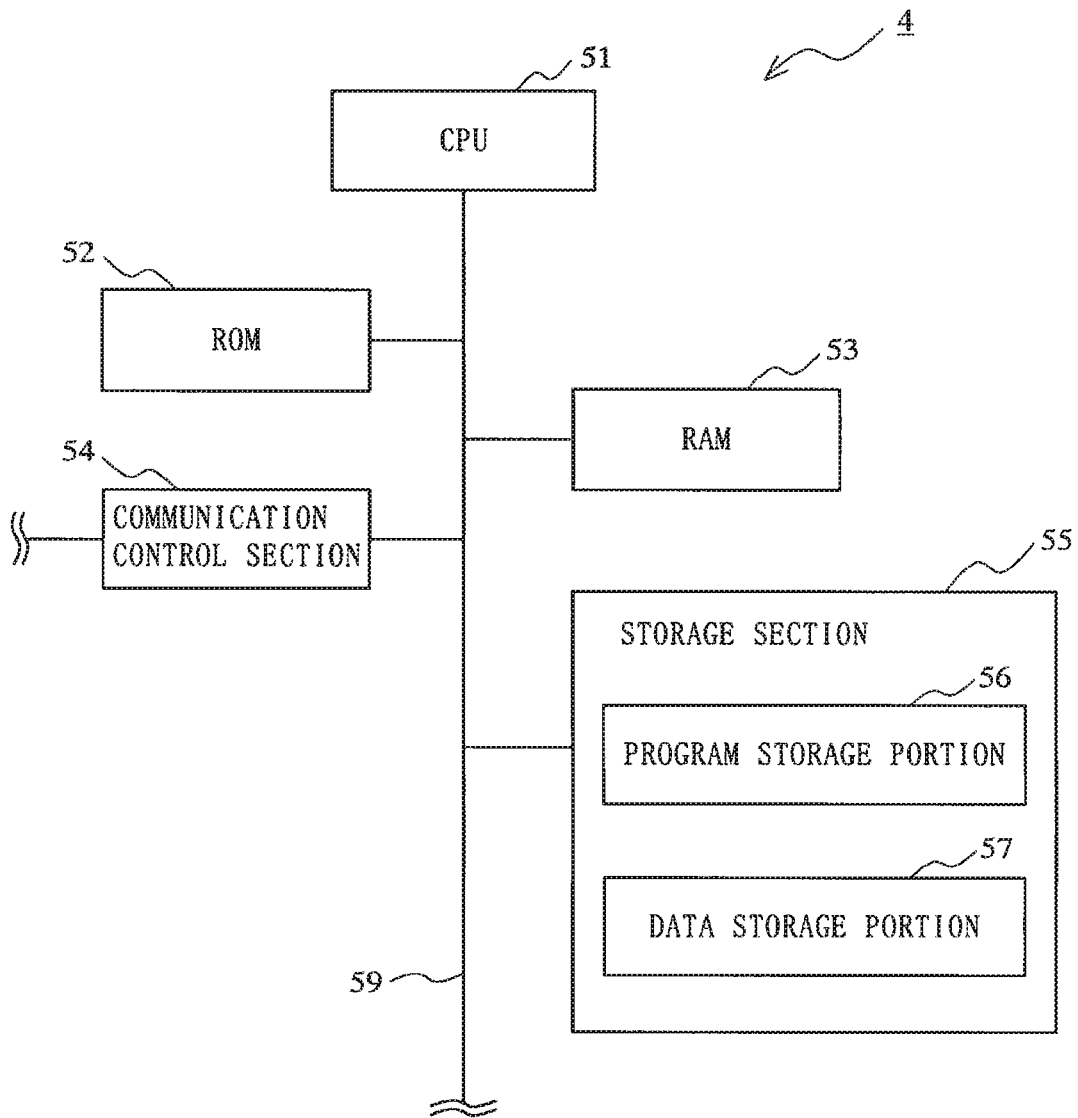 4
51
CPU
52
ROM
53
RAM
54
COMMUNICATION
CONTROL SECTION
55
STORAGE SECTION
56
PROGRAM STORAGE PORTION
57
DATA STORAGE PORTION
59